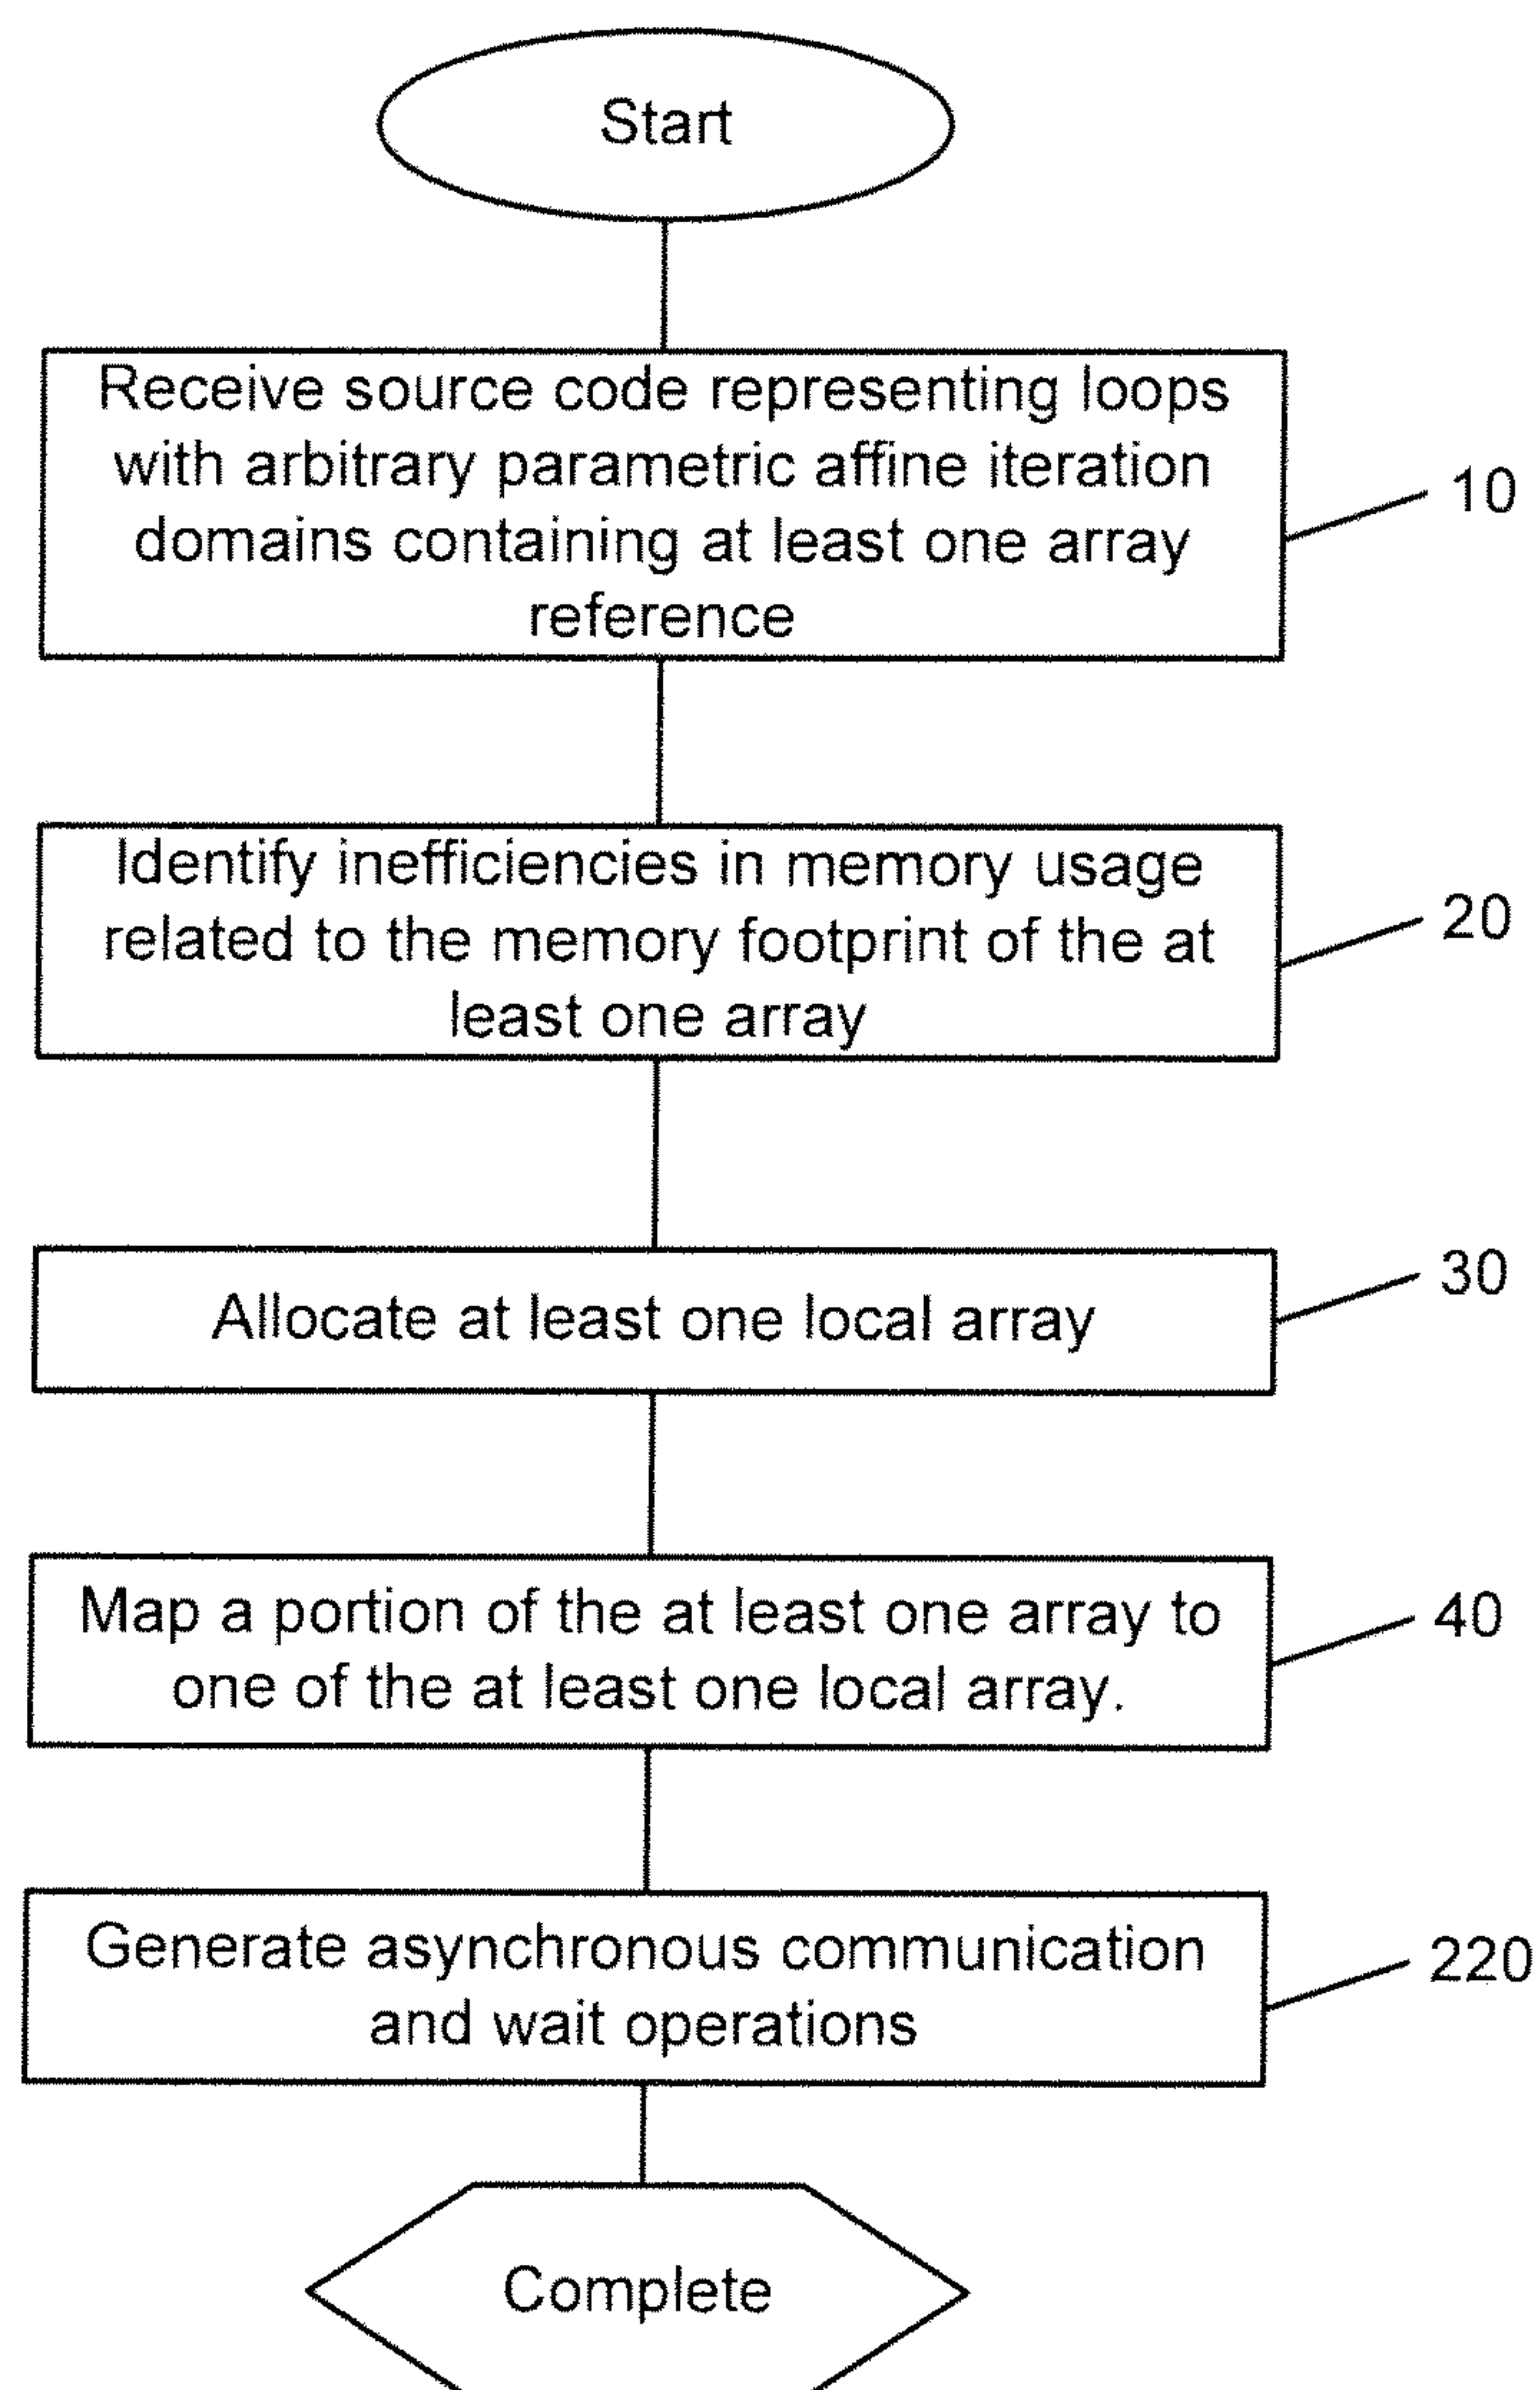 Start
Receive source code representing loops
with arbitrary parametric affine iteration
domains containing at least one array
reference
10
Identify inefficiencies in memory usage
related to the memory footprint of the at
least one array
20
Allocate at least one local array
30
Map a portion of the at least one array to
one of the at least one local array.
40
Generate asynchronous communication
and wait operations
220
Complete